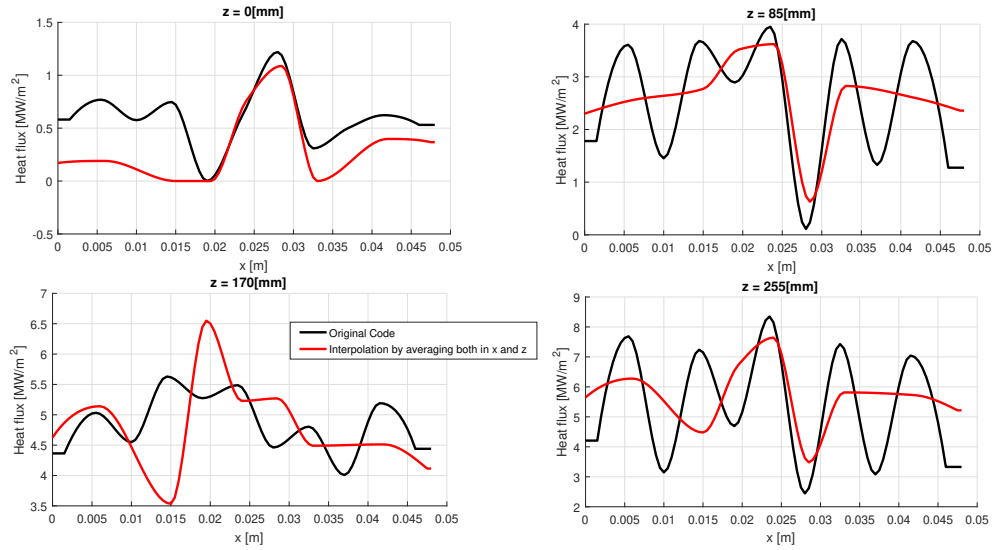 z = 0[mm]
Heat flux [MW/m²]
1.5
1
0.5
0
-0.5
0 0.005 0.01 0.015 0.02 0.025 0.03 0.035 0.04 0.045 0.05
x [m]
z = 85[mm]
Heat flux [MW/m²]
4
3
2
1
0
0 0.005 0.01 0.015 0.02 0.025 0.03 0.035 0.04 0.045 0.05
x [m]
z = 170[mm]
Heat flux [MW/m²]
7
6.5
6
5.5
5
4.5
4
3.5
Original Code
Interpolation by averaging both in x and z
0 0.005 0.01 0.015 0.02 0.025 0.03 0.035 0.04 0.045 0.05
x [m]
z = 255[mm]
Heat flux [MW/m²]
9
8
7
6
5
4
3
2
0 0.005 0.01 0.015 0.02 0.025 0.03 0.035 0.04 0.045 0.05
x [m]